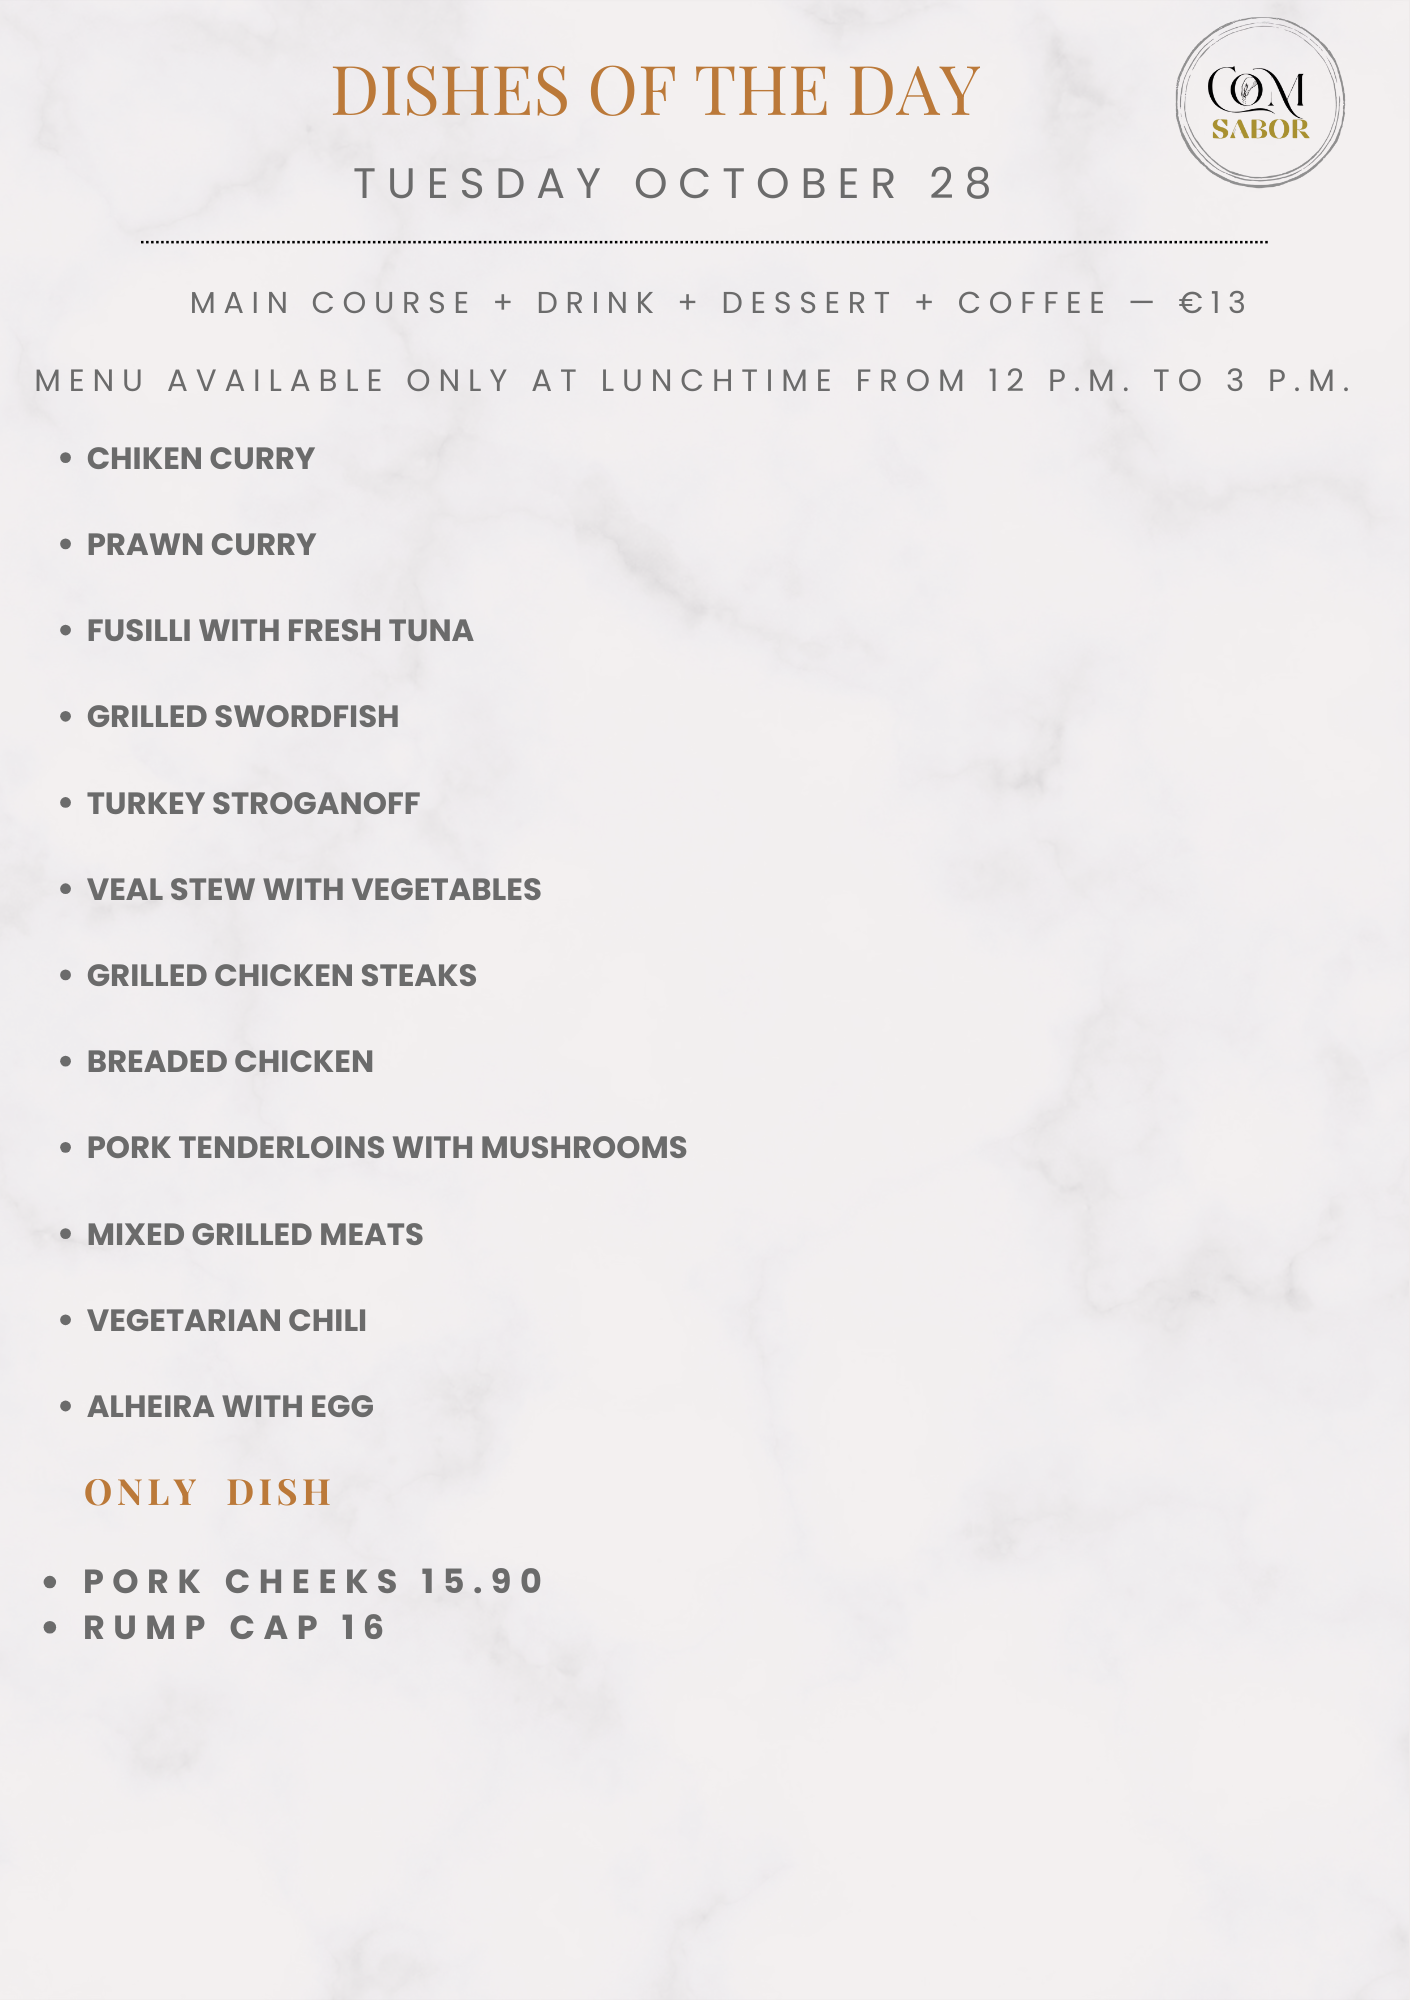 DISHES OF THE DAY
COM
SABOR
TUESDAY OCTOBER 28
MAIN COURSE + DRINK + DESSERT + COFFEE — €13
MENU AVAILABLE ONLY AT LUNCHTIME FROM 12 P.M. TO 3 P.M.
• CHIKEN CURRY
• PRAWN CURRY
• FUSILLI WITH FRESH TUNA
• GRILLED SWORDFISH
• TURKEY STROGANOFF
• VEAL STEW WITH VEGETABLES
• GRILLED CHICKEN STEAKS
• BREADED CHICKEN
• PORK TENDERLOINS WITH MUSHROOMS
• MIXED GRILLED MEATS
• VEGETARIAN CHILI
• ALHEIRA WITH EGG
ONLY DISH
• PORK CHEEKS 15.90
• RUMP CAP 16